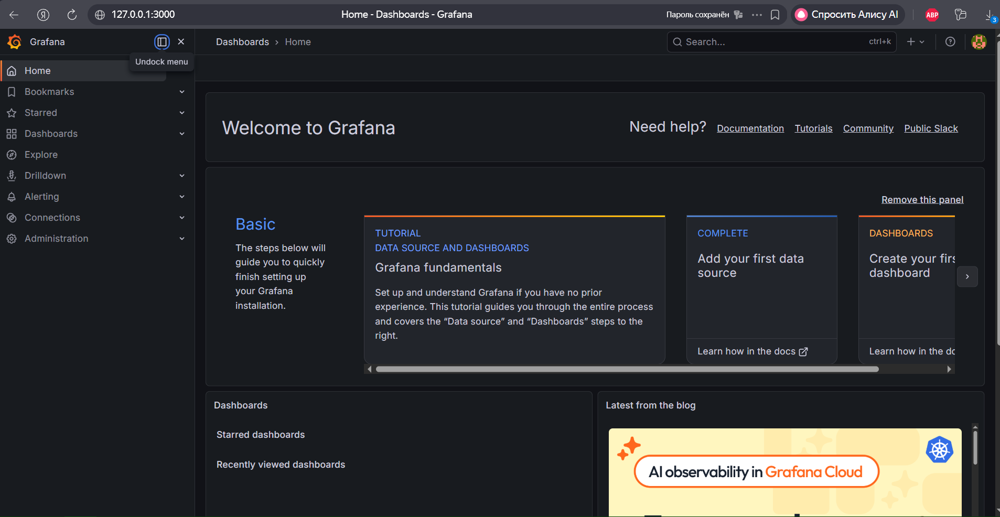 127.0.0.1:3000
Home - Dashboards - Grafana
Пароль сохранён
Спросить Алису AI
ABP
3
Grafana
Undock menu
Dashboards › Home
Search...
ctrl+k
Home
Bookmarks
Starred
Dashboards
Explore
Drilldown
Alerting
Connections
Administration
Welcome to Grafana
Need help?
Documentation
Tutorials
Community
Public Slack
Remove this panel
Basic
The steps below will
guide you to quickly
finish setting up
your Grafana
installation.
TUTORIAL
DATA SOURCE AND DASHBOARDS
Grafana fundamentals
Set up and understand Grafana if you have no prior
experience. This tutorial guides you through the entire process
and covers the “Data source” and “Dashboards” steps to the
right.
COMPLETE
Add your first data
source
Learn how in the docs
DASHBOARDS
Create your firs
dashboard
Learn how in the do
Dashboards
Starred dashboards
Recently viewed dashboards
Latest from the blog
AI observability in Grafana Cloud